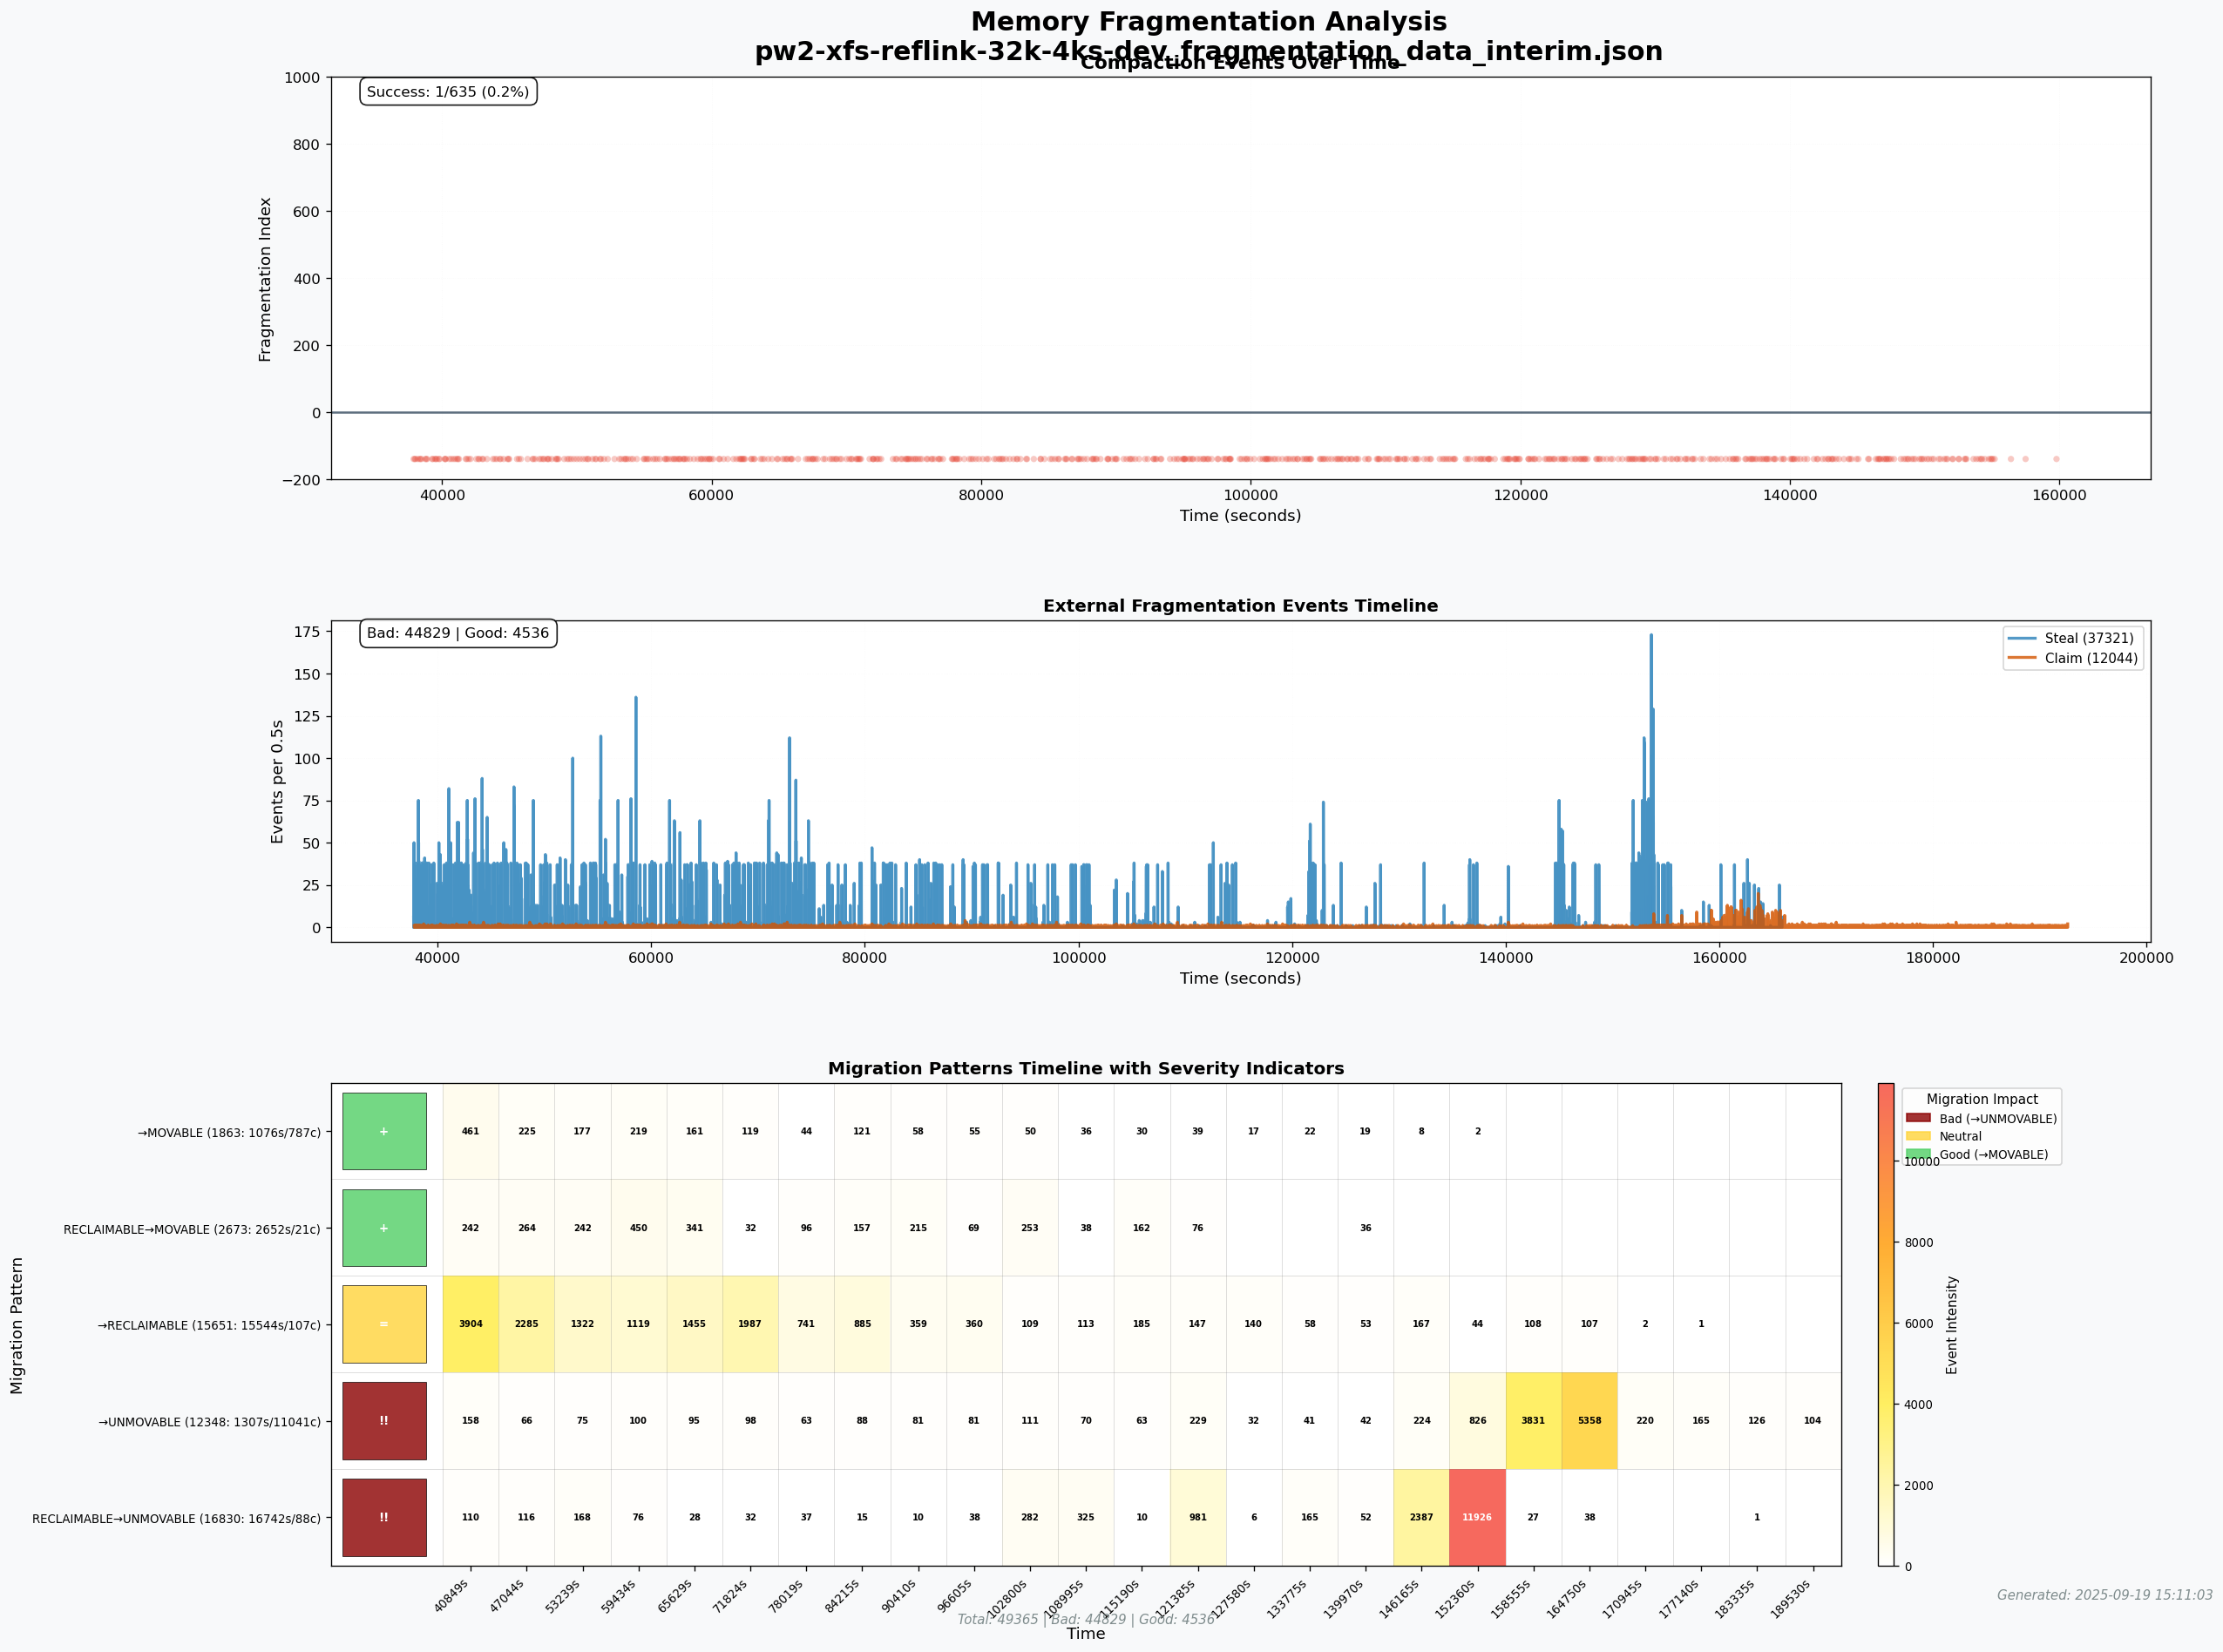 Memory Fragmentation Analysis
pw2-xfs-reflink-32k-4ks-dev_fragmentation_data_interim.json
Compaction Events Over Time
Success: 1/635 (0.2%)
1000
800
600
400
200
0
−200
Fragmentation Index
40000 60000 80000 100000 120000 140000 160000
Time (seconds)
External Fragmentation Events Timeline
Bad: 44829 | Good: 4536
Steal (37321)
Claim (12044)
175
150
125
100
75
50
25
0
Events per 0.5s
40000 60000 80000 100000 120000 140000 160000 180000 200000
Time (seconds)
Migration Patterns Timeline with Severity Indicators
Migration Pattern
→MOVABLE (1863: 1076s/787c) + 461 225 177 219 161 119 44 121 58 55 50 36 30 39 17 22 19 8 2
RECLAIMABLE→MOVABLE (2673: 2652s/21c) + 242 264 242 450 341 32 96 157 215 69 253 38 162 76 36
→RECLAIMABLE (15651: 15544s/107c) = 3904 2285 1322 1119 1455 1987 741 885 359 360 109 113 185 147 140 58 53 167 44 108 107 2 1
→UNMOVABLE (12348: 1307s/11041c) !! 158 66 75 100 95 98 63 88 81 81 111 70 63 229 32 41 42 224 826 3831 5358 220 165 126 104
RECLAIMABLE→UNMOVABLE (16830: 16742s/88c) !! 110 116 168 76 28 32 37 15 10 38 282 325 10 981 6 165 52 2387 11926 27 38 1
40849s 47044s 53239s 59434s 65629s 71824s 78019s 84215s 90410s 96605s 102800s 108995s 115190s 121385s 127580s 133775s 139970s 146165s 152360s 158555s 164750s 170945s 177140s 183335s 189530s
Time
Migration Impact
Bad (→UNMOVABLE)
Neutral
Good (→MOVABLE)
10000
8000
6000
4000
2000
0
Event Intensity
Total: 49365 | Bad: 44829 | Good: 4536
Generated: 2025-09-19 15:11:03